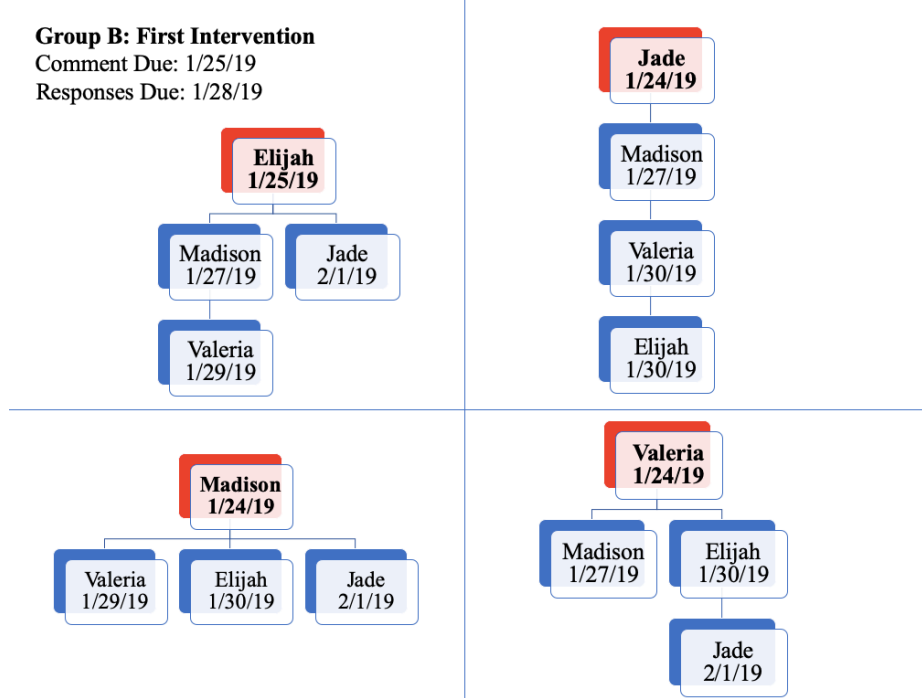 Group B: First Intervention
Comment Due: 1/25/19
Responses Due: 1/28/19
Elijah
1/25/19
Madison
1/27/19
Jade
2/1/19
Valeria
1/29/19
Jade
1/24/19
Madison
1/27/19
Valeria
1/30/19
Elijah
1/30/19
Madison
1/24/19
Valeria
1/29/19
Elijah
1/30/19
Jade
2/1/19
Valeria
1/24/19
Madison
1/27/19
Elijah
1/30/19
Jade
2/1/19